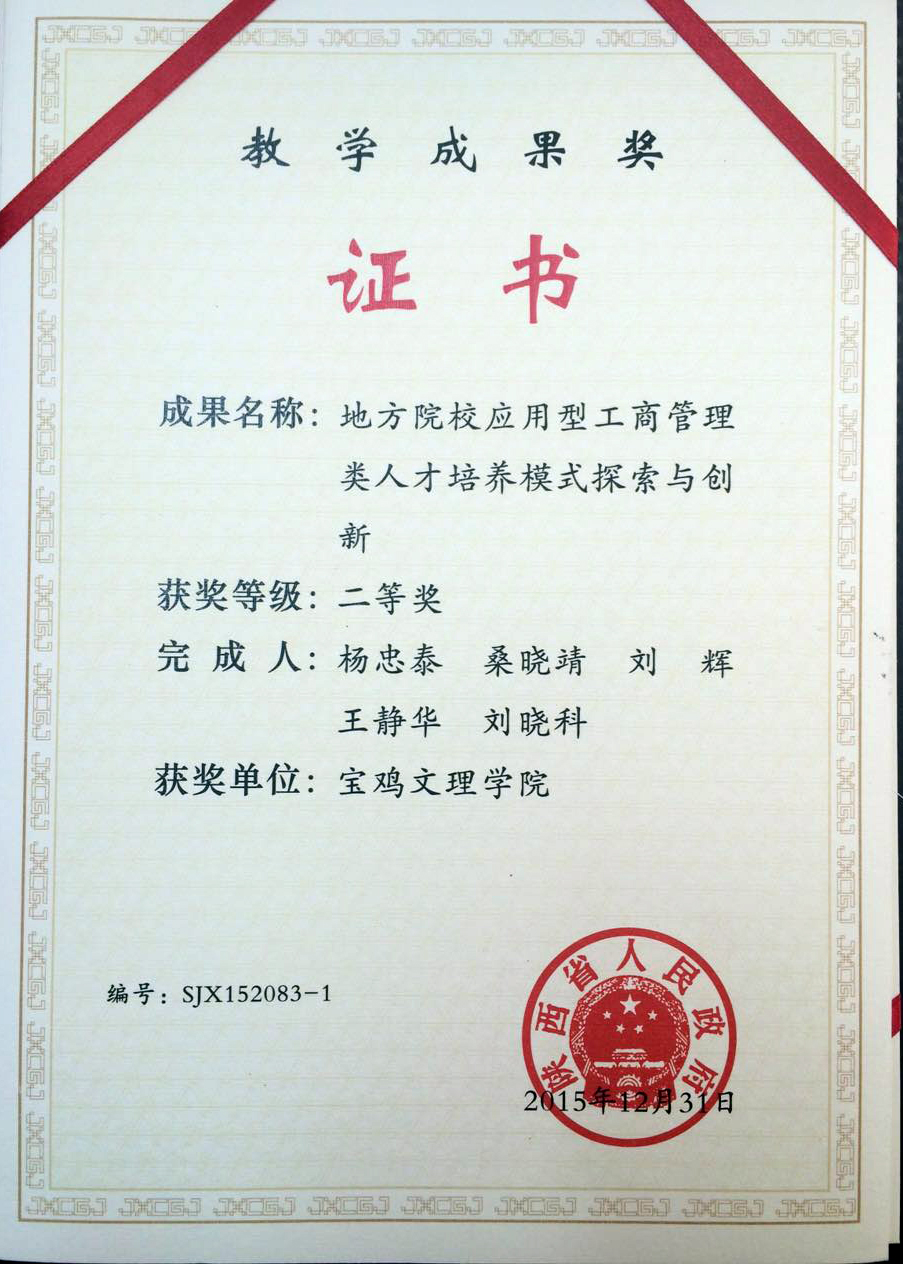 教学成果奖
证书
成果名称：地方院校应用型工商管理
类人才培养模式探索与创
新
获奖等级：二等奖
完成人：杨忠泰 桑晓靖 刘辉
王静华 刘晓科
获奖单位：宝鸡文理学院
编号：SJX152083-1
陕西省人民政府
2015年12月31日